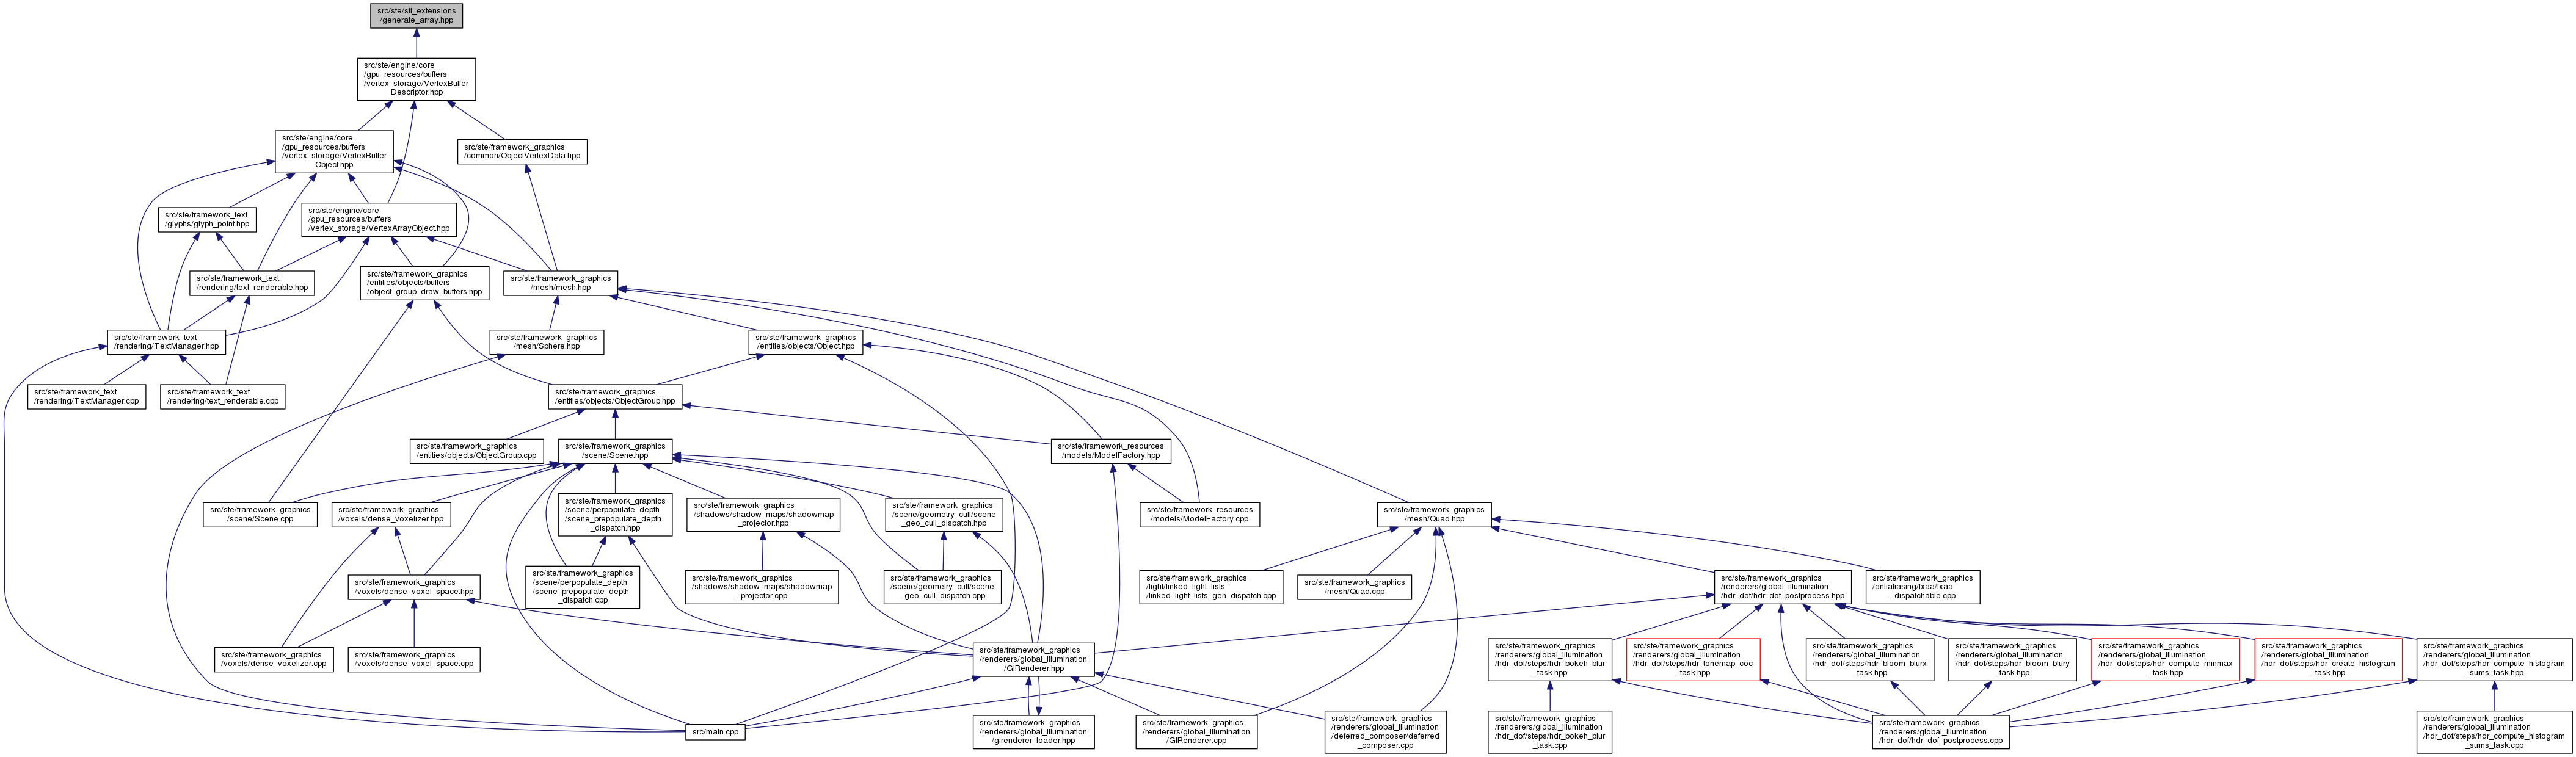 src/ste/stl_extensions
/generate_array.hpp
src/ste/engine/core
/gpu_resources/buffers
/vertex_storage/VertexBuffer
Descriptor.hpp
src/ste/engine/core
/gpu_resources/buffers
/vertex_storage/VertexBuffer
Object.hpp
src/ste/framework_graphics
/common/ObjectVertexData.hpp
src/ste/framework_text
/glyphs/glyph_point.hpp
src/ste/engine/core
/gpu_resources/buffers
/vertex_storage/VertexArrayObject.hpp
src/ste/framework_text
/rendering/text_renderable.hpp
src/ste/framework_graphics
/entities/objects/buffers
/object_group_draw_buffers.hpp
src/ste/framework_graphics
/mesh/mesh.hpp
src/ste/framework_text
/rendering/TextManager.hpp
src/ste/framework_graphics
/mesh/Sphere.hpp
src/ste/framework_graphics
/entities/objects/Object.hpp
src/ste/framework_text
/rendering/TextManager.cpp
src/ste/framework_text
/rendering/text_renderable.cpp
src/ste/framework_graphics
/entities/objects/ObjectGroup.hpp
src/ste/framework_graphics
/entities/objects/ObjectGroup.cpp
src/ste/framework_graphics
/scene/Scene.hpp
src/ste/framework_resources
/models/ModelFactory.hpp
src/ste/framework_graphics
/scene/Scene.cpp
src/ste/framework_graphics
/voxels/dense_voxelizer.hpp
src/ste/framework_graphics
/scene/perpopulate_depth
/scene_prepopulate_depth
_dispatch.hpp
src/ste/framework_graphics
/shadows/shadow_maps/shadowmap
_projector.hpp
src/ste/framework_graphics
/scene/geometry_cull/scene
_geo_cull_dispatch.hpp
src/ste/framework_resources
/models/ModelFactory.cpp
src/ste/framework_graphics
/mesh/Quad.hpp
src/ste/framework_graphics
/voxels/dense_voxel_space.hpp
src/ste/framework_graphics
/scene/perpopulate_depth
/scene_prepopulate_depth
_dispatch.cpp
src/ste/framework_graphics
/shadows/shadow_maps/shadowmap
_projector.cpp
src/ste/framework_graphics
/scene/geometry_cull/scene
_geo_cull_dispatch.cpp
src/ste/framework_graphics
/light/linked_light_lists
/linked_light_lists_gen_dispatch.cpp
src/ste/framework_graphics
/mesh/Quad.cpp
src/ste/framework_graphics
/renderers/global_illumination
/hdr_dof/hdr_dof_postprocess.hpp
src/ste/framework_graphics
/antialiasing/fxaa/fxaa
_dispatchable.cpp
src/ste/framework_graphics
/voxels/dense_voxelizer.cpp
src/ste/framework_graphics
/voxels/dense_voxel_space.cpp
src/ste/framework_graphics
/renderers/global_illumination
/GIRenderer.hpp
src/ste/framework_graphics
/renderers/global_illumination
/hdr_dof/steps/hdr_bokeh_blur
_task.hpp
src/ste/framework_graphics
/renderers/global_illumination
/hdr_dof/steps/hdr_tonemap_coc
_task.hpp
src/ste/framework_graphics
/renderers/global_illumination
/hdr_dof/steps/hdr_bloom_blurx
_task.hpp
src/ste/framework_graphics
/renderers/global_illumination
/hdr_dof/steps/hdr_bloom_blury
_task.hpp
src/ste/framework_graphics
/renderers/global_illumination
/hdr_dof/steps/hdr_compute_minmax
_task.hpp
src/ste/framework_graphics
/renderers/global_illumination
/hdr_dof/steps/hdr_create_histogram
_task.hpp
src/ste/framework_graphics
/renderers/global_illumination
/hdr_dof/steps/hdr_compute_histogram
_sums_task.hpp
src/main.cpp
src/ste/framework_graphics
/renderers/global_illumination
/girenderer_loader.hpp
src/ste/framework_graphics
/renderers/global_illumination
/GIRenderer.cpp
src/ste/framework_graphics
/renderers/global_illumination
/deferred_composer/deferred
_composer.cpp
src/ste/framework_graphics
/renderers/global_illumination
/hdr_dof/steps/hdr_bokeh_blur
_task.cpp
src/ste/framework_graphics
/renderers/global_illumination
/hdr_dof/hdr_dof_postprocess.cpp
src/ste/framework_graphics
/renderers/global_illumination
/hdr_dof/steps/hdr_compute_histogram
_sums_task.cpp